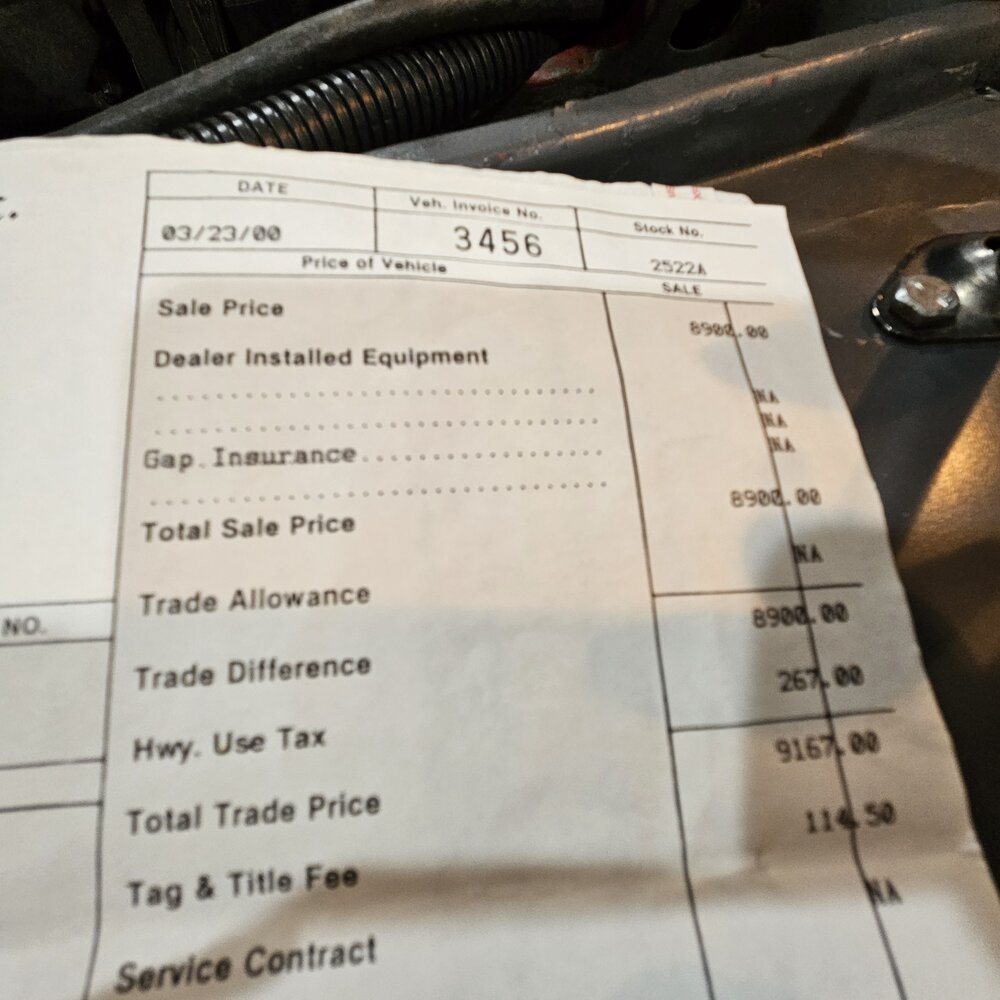 DATE Veh. Invoice No. Stock No.
03/23/00 3456 2522A
Price of Vehicle SALE
Sale Price 8900.00
Dealer Installed Equipment
NA
NA
Gap Insurance NA
Total Sale Price 8900.00
Trade Allowance NA
Trade Difference 8900.00
Hwy. Use Tax 267.00
Total Trade Price 9167.00
Tag & Title Fee 114.50
Service Contract NA
NO.